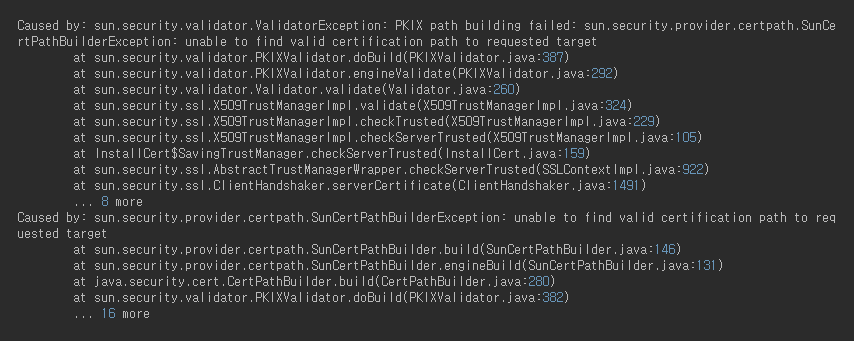 Caused by: sun.security.validator.ValidatorException: PKIX path building failed: sun.security.provider.certpath.SunCe
rtPathBuilderException: unable to find valid certification path to requested target
        at sun.security.validator.PKIXValidator.doBuild(PKIXValidator.java:387)
        at sun.security.validator.PKIXValidator.engineValidate(PKIXValidator.java:292)
        at sun.security.validator.Validator.validate(Validator.java:260)
        at sun.security.ssl.X509TrustManagerImpl.validate(X509TrustManagerImpl.java:324)
        at sun.security.ssl.X509TrustManagerImpl.checkTrusted(X509TrustManagerImpl.java:229)
        at sun.security.ssl.X509TrustManagerImpl.checkServerTrusted(X509TrustManagerImpl.java:105)
        at InstallCert$SavingTrustManager.checkServerTrusted(InstallCert.java:159)
        at sun.security.ssl.AbstractTrustManagerWrapper.checkServerTrusted(SSLContextImpl.java:922)
        at sun.security.ssl.ClientHandshaker.serverCertificate(ClientHandshaker.java:1491)
        ... 8 more
Caused by: sun.security.provider.certpath.SunCertPathBuilderException: unable to find valid certification path to req
uested target
        at sun.security.provider.certpath.SunCertPathBuilder.build(SunCertPathBuilder.java:146)
        at sun.security.provider.certpath.SunCertPathBuilder.engineBuild(SunCertPathBuilder.java:131)
        at java.security.cert.CertPathBuilder.build(CertPathBuilder.java:280)
        at sun.security.validator.PKIXValidator.doBuild(PKIXValidator.java:382)
        ... 16 more